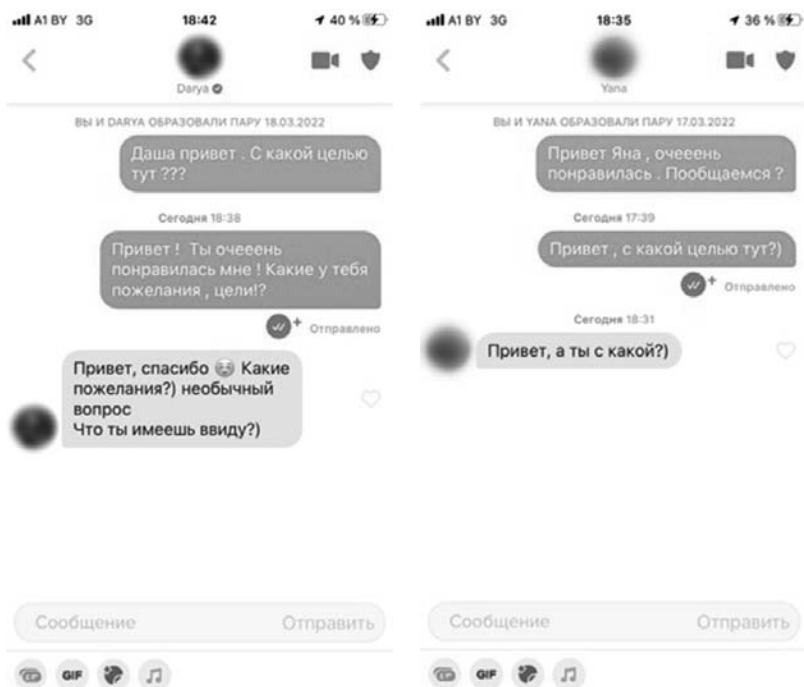 A1 BY 3G 18:42 40 %
Darya
ВЫ И DARYA ОБРАЗОВАЛИ ПАРУ 18.03.2022
Даша привет . С какой целью
тут ???
Сегодня 18:38
Привет ! Ты очееень
понравилась мне ! Какие у тебя
пожелания , цели!?
Отправлено
Привет, спасибо ☺️ Какие
пожелания?) необычный
вопрос
Что ты имеешь ввиду?)
Сообщение Отправить
GIF
A1 BY 3G 18:35 36 %
Yana
ВЫ И YANA ОБРАЗОВАЛИ ПАРУ 17.03.2022
Привет Яна , очееень
понравилась . Пообщаемся ?
Сегодня 17:39
Привет , с какой целью тут?)
Отправлено
Сегодня 18:31
Привет, а ты с какой?)
Сообщение Отправить
GIF